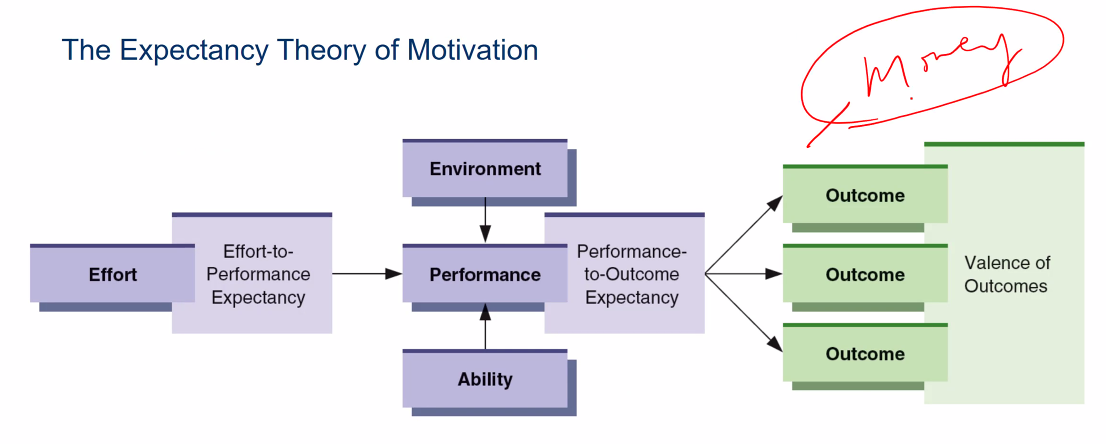 The Expectancy Theory of Motivation
Money
Environment
Effort
Effort-to-
Performance
Expectancy
Performance
Performance-
to-Outcome
Expectancy
Ability
Outcome
Outcome
Outcome
Valence of
Outcomes